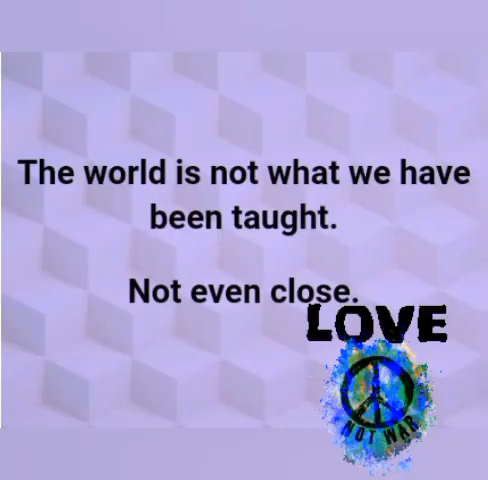 The world is not what we have
been taught.
Not even close.
LOVE
NOT WAR